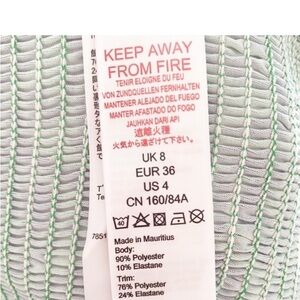 KEEP AWAY
FROM FIRE
TENIR ELOIGNE DU FEU
VON ZUNDQUELLEN FERNHALTEN
MANTENER ALEJADO DEL FUEGO
MANTER AFASTADO DO FOGO
JAUHKAN DARI API
遠離火種
火気から遠ざけて下さい。
UK 8
EUR 36
US 4
CN 160/84A
40
Made in Mauritius
Body:
90% Polyester
10% Elastane
Trim:
76% Polyester
24% Elastane